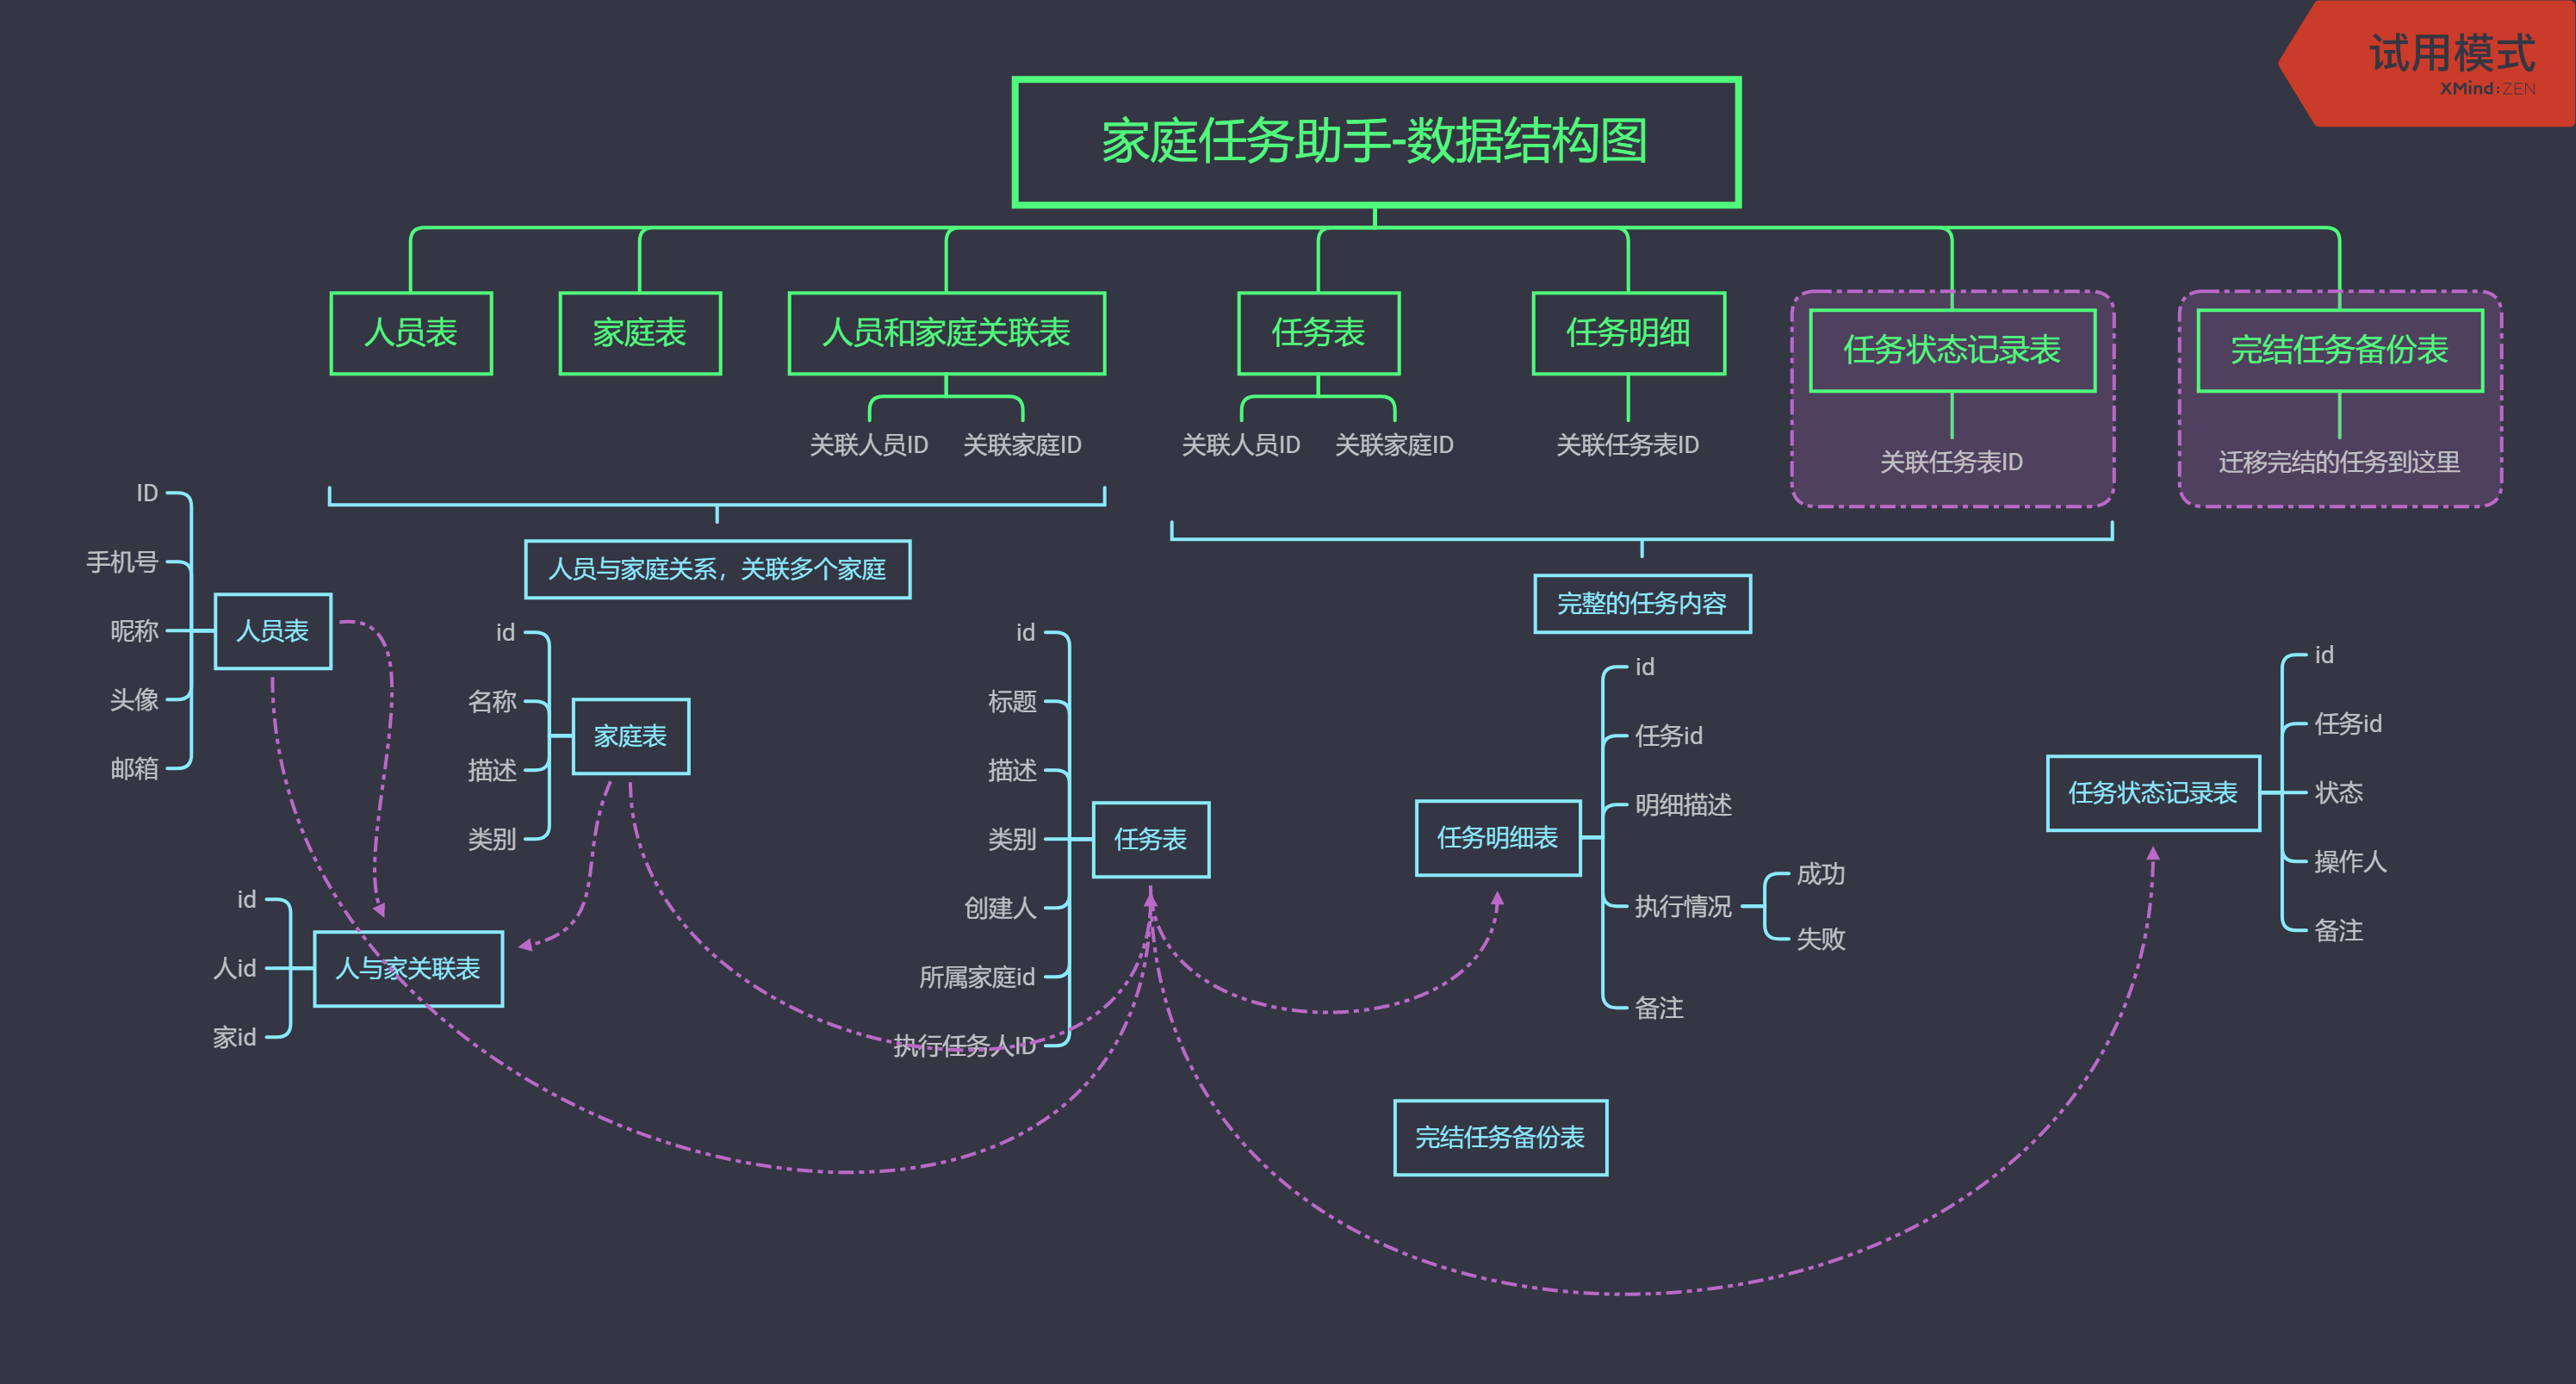 试用模式
XMind:ZEN
家庭任务助手-数据结构图
人员表
家庭表
人员和家庭关联表
任务表
任务明细
任务状态记录表
完结任务备份表
关联人员ID
关联家庭ID
关联人员ID
关联家庭ID
关联任务表ID
关联任务表ID
迁移完结的任务到这里
人员与家庭关系，关联多个家庭
完整的任务内容
人员表
ID
手机号
昵称
头像
邮箱
家庭表
id
名称
描述
类别
人与家关联表
id
人id
家id
任务表
id
标题
描述
类别
创建人
所属家庭id
执行任务人ID
任务明细表
id
任务id
明细描述
执行情况
成功
失败
备注
任务状态记录表
id
任务id
状态
操作人
备注
完结任务备份表